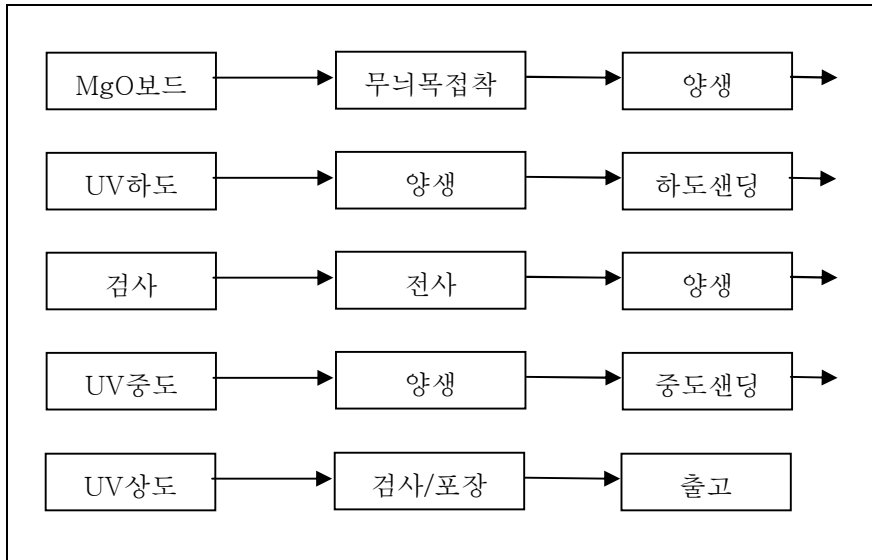 MgO보드 무늬목접착 양생
UV하도 양생 하도샌딩
검사 전사 양생
UV중도 양생 중도샌딩
UV상도 검사/포장 출고